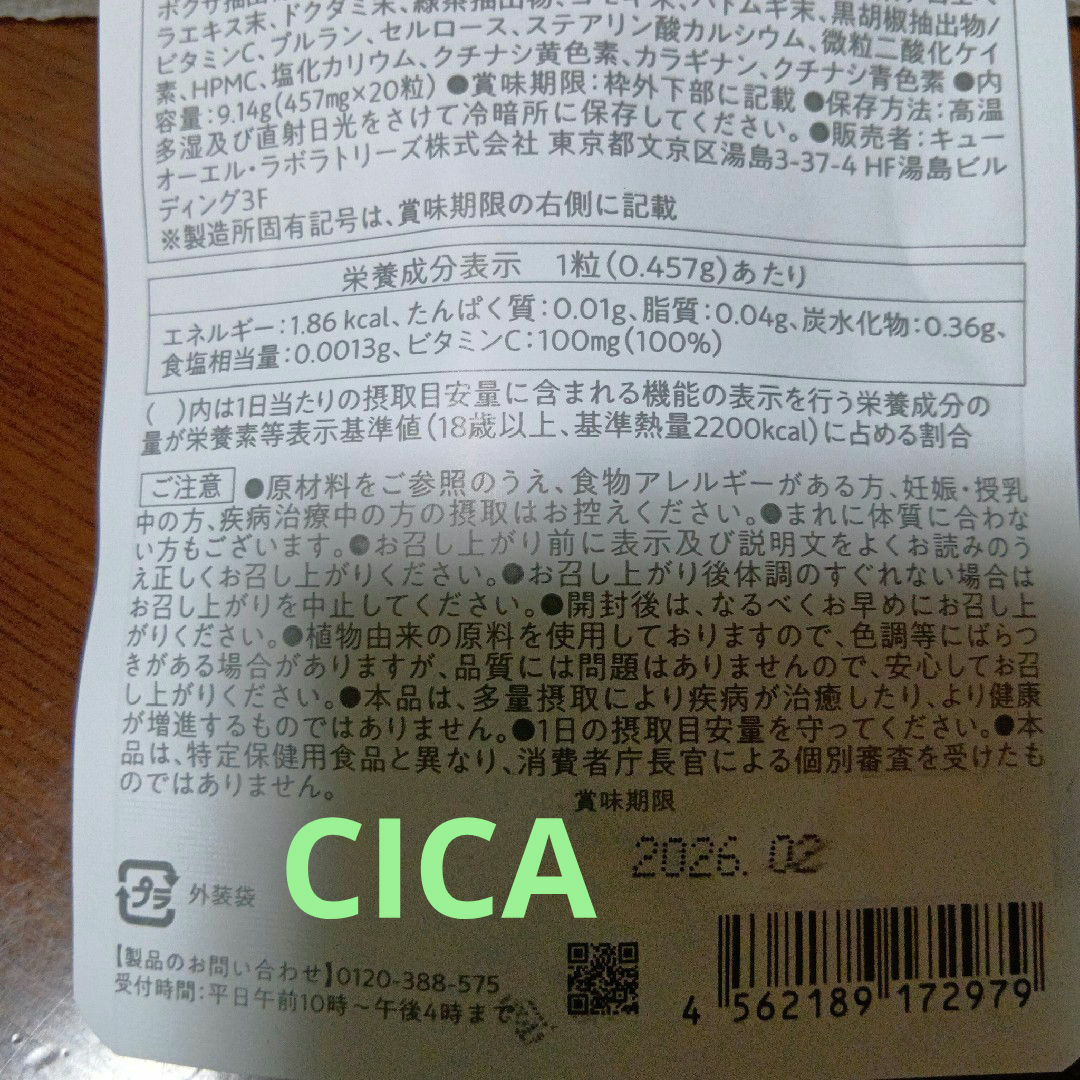 ラエキス末、ドクダミ末、緑茶抽出物、ヨモギ末、ハトムギ末、黒胡椒抽出物/
ビタミンC、プルラン、セルロース、ステアリン酸カルシウム、微粒二酸化ケイ
素、HPMC、塩化カリウム、クチナシ黄色素、カラギナン、クチナシ青色素 ●内
容量:9.14g(457mg×20粒) ●賞味期限:枠外下部に記載 ●保存方法:高温
多湿及び直射日光をさけて冷暗所に保存してください。 ●販売者:キュー
オーエル・ラボラトリーズ株式会社 東京都文京区湯島3-37-4 HF湯島ビル
ディング3F
※製造所固有記号は、賞味期限の右側に記載
栄養成分表示 1粒(0.457g)あたり
エネルギー:1.86 kcal、たんぱく質:0.01g、脂質:0.04g、炭水化物:0.36g、
食塩相当量:0.0013g、ビタミンC:100mg(100%)
( )内は1日当たりの摂取目安量に含まれる機能の表示を行う栄養成分の
量が栄養素等表示基準値(18歳以上、基準熱量2200kcal)に占める割合
ご注意 ●原材料をご参照のうえ、食物アレルギーがある方、妊娠・授乳
中の方、疾病治療中の方の摂取はお控えください。●まれに体質に合わな
い方もございます。●お召し上がり前に表示及び説明文をよくお読みのう
え正しくお召し上がりください。●お召し上がり後体調のすぐれない場合は
お召し上がりを中止してください。●開封後は、なるべくお早めにお召し上
がりください。●植物由来の原料を使用しておりますので、色調等にばらつ
きがある場合がありますが、品質には問題はありませんので、安心してお召
し上がりください。●本品は、多量摂取により疾病が治癒したり、より健康
が増進するものではありません。●1日の摂取目安量を守ってください。●本
品は、特定保健用食品と異なり、消費者庁長官による個別審査を受けたも
のではありません。
賞味期限
2026.02
CICA
プラ 外装袋
【製品のお問い合わせ】0120-388-575
受付時間:平日午前10時～午後4時まで
4 562189 172979